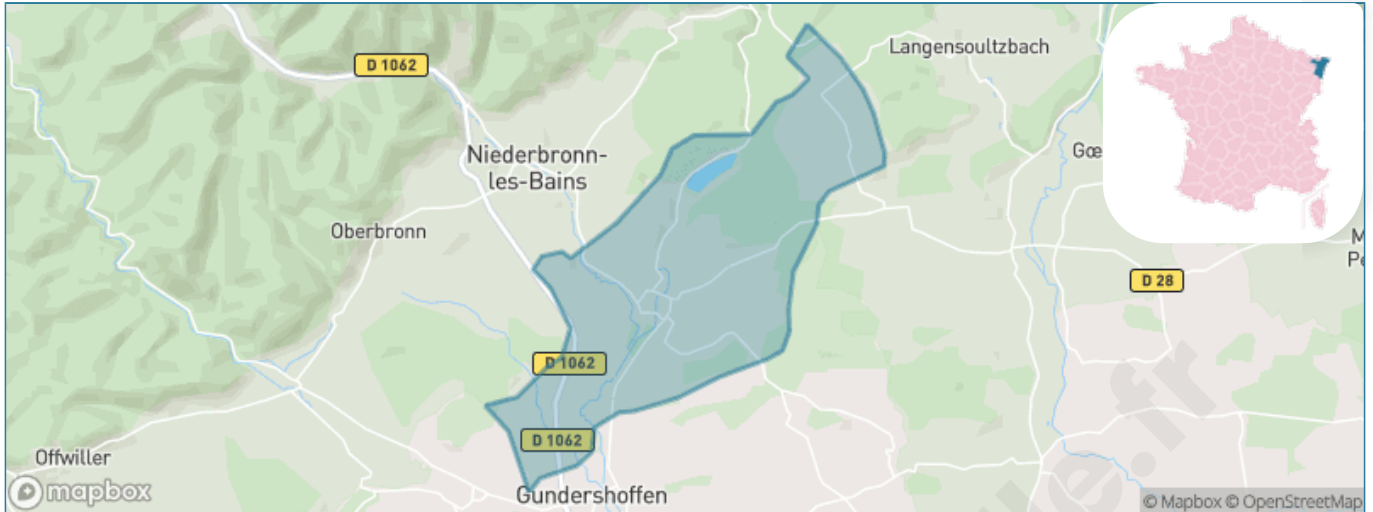 D 1062
Langensoultzbach
Niederbronn-
les-Bains
Oberbronn
D 28
D 1062
D 1062
Offwiller
Gundershoffen
mapbox
© Mapbox © OpenStreetMap